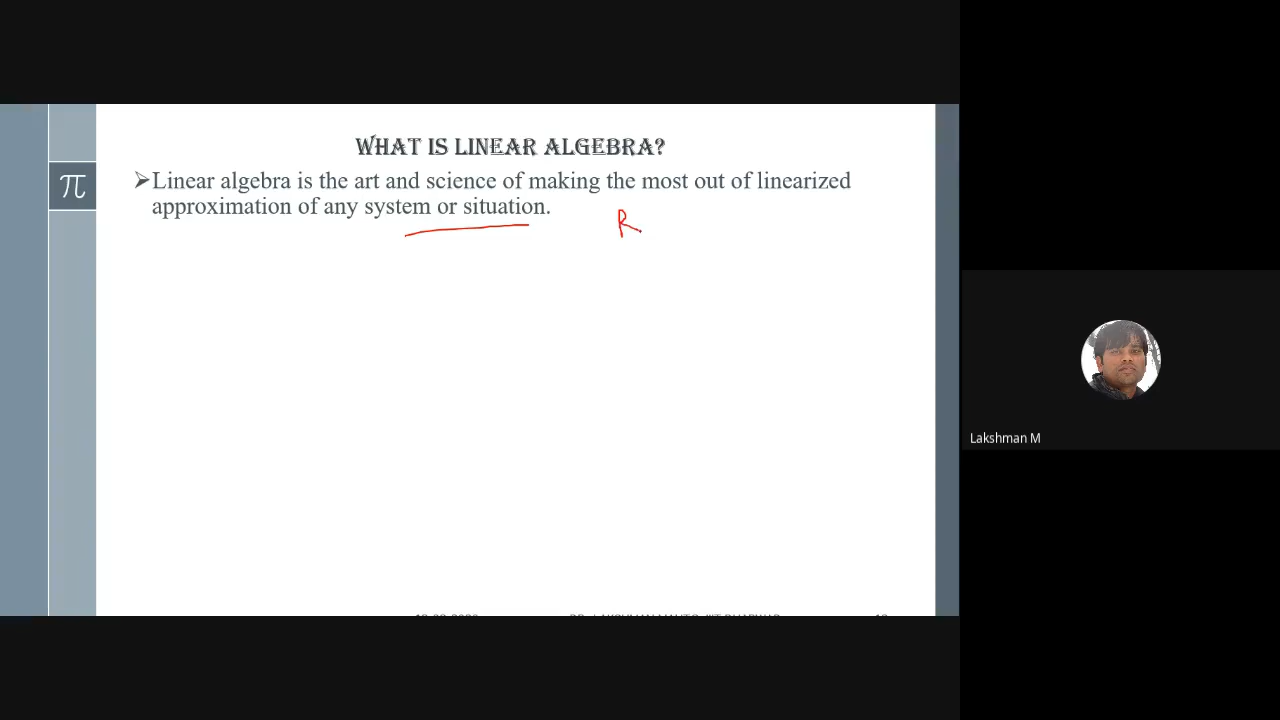 WHAT IS LINEAR ALGEBRA?
π
➢Linear algebra is the art and science of making the most out of linearized
approximation of any system or situation.
R
Lakshman M